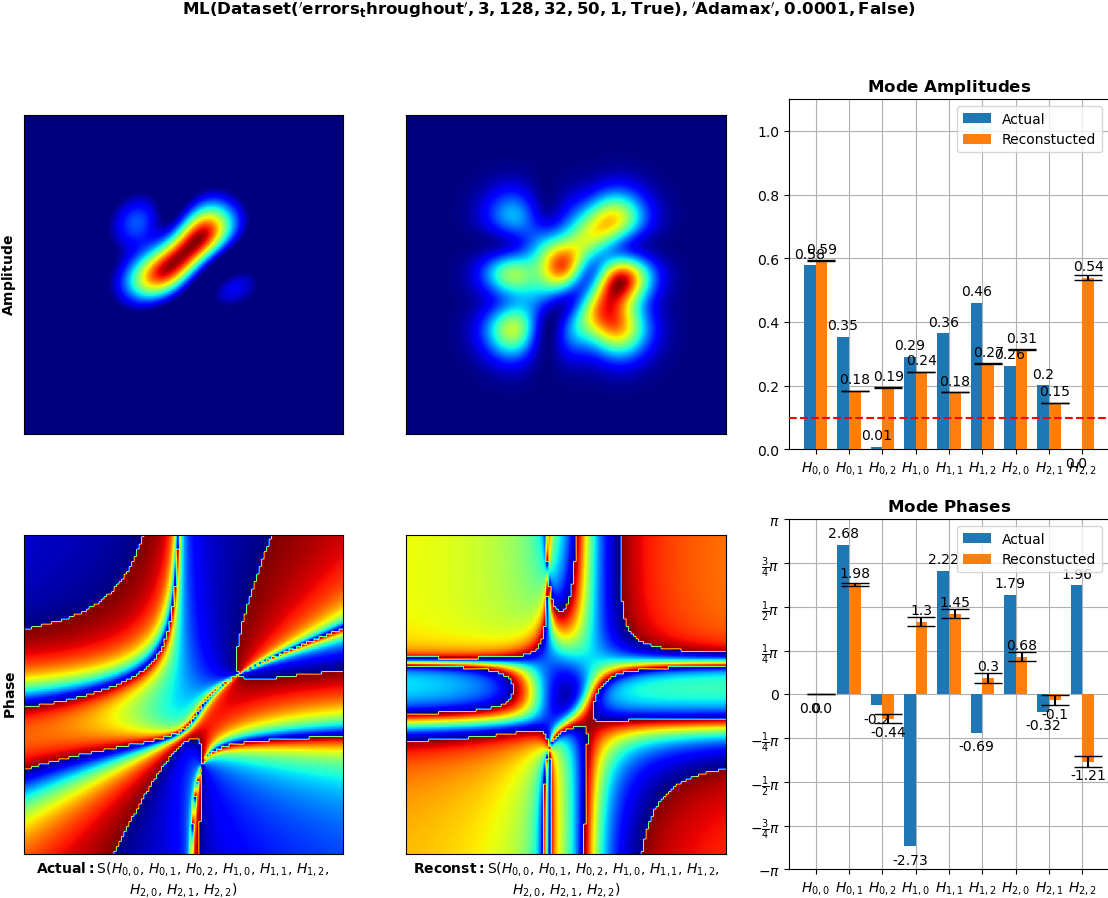 ML(Dataset('errors_throughout', 3, 128, 32, 50, 1, True), 'Adamax', 0.0001, False)
Amplitude
Mode Amplitudes
Actual
Reconstucted
1.0
0.8
0.6
0.4
0.2
0.0
0.58 0.59
0.35 0.18
0.01 0.19
0.29 0.24
0.36 0.18
0.46 0.27
0.26 0.31
0.2 0.15
0.0 0.54
H0,0 H0,1 H0,2 H1,0 H1,1 H1,2 H2,0 H2,1 H2,2
Phase
Mode Phases
Actual
Reconstucted
π
3/4π
1/2π
1/4π
0
−1/4π
−1/2π
−3/4π
−π
0.0 0.0
2.68 1.98
-0.44
-2.73 1.3
2.22 1.45
-0.69 0.3
1.79 0.68
-0.32 -0.1
1.96 -1.21
H0,0 H0,1 H0,2 H1,0 H1,1 H1,2 H2,0 H2,1 H2,2
Actual: S(H0,0, H0,1, H0,2, H1,0, H1,1, H1,2,
H2,0, H2,1, H2,2)
Reconst: S(H0,0, H0,1, H0,2, H1,0, H1,1, H1,2,
H2,0, H2,1, H2,2)